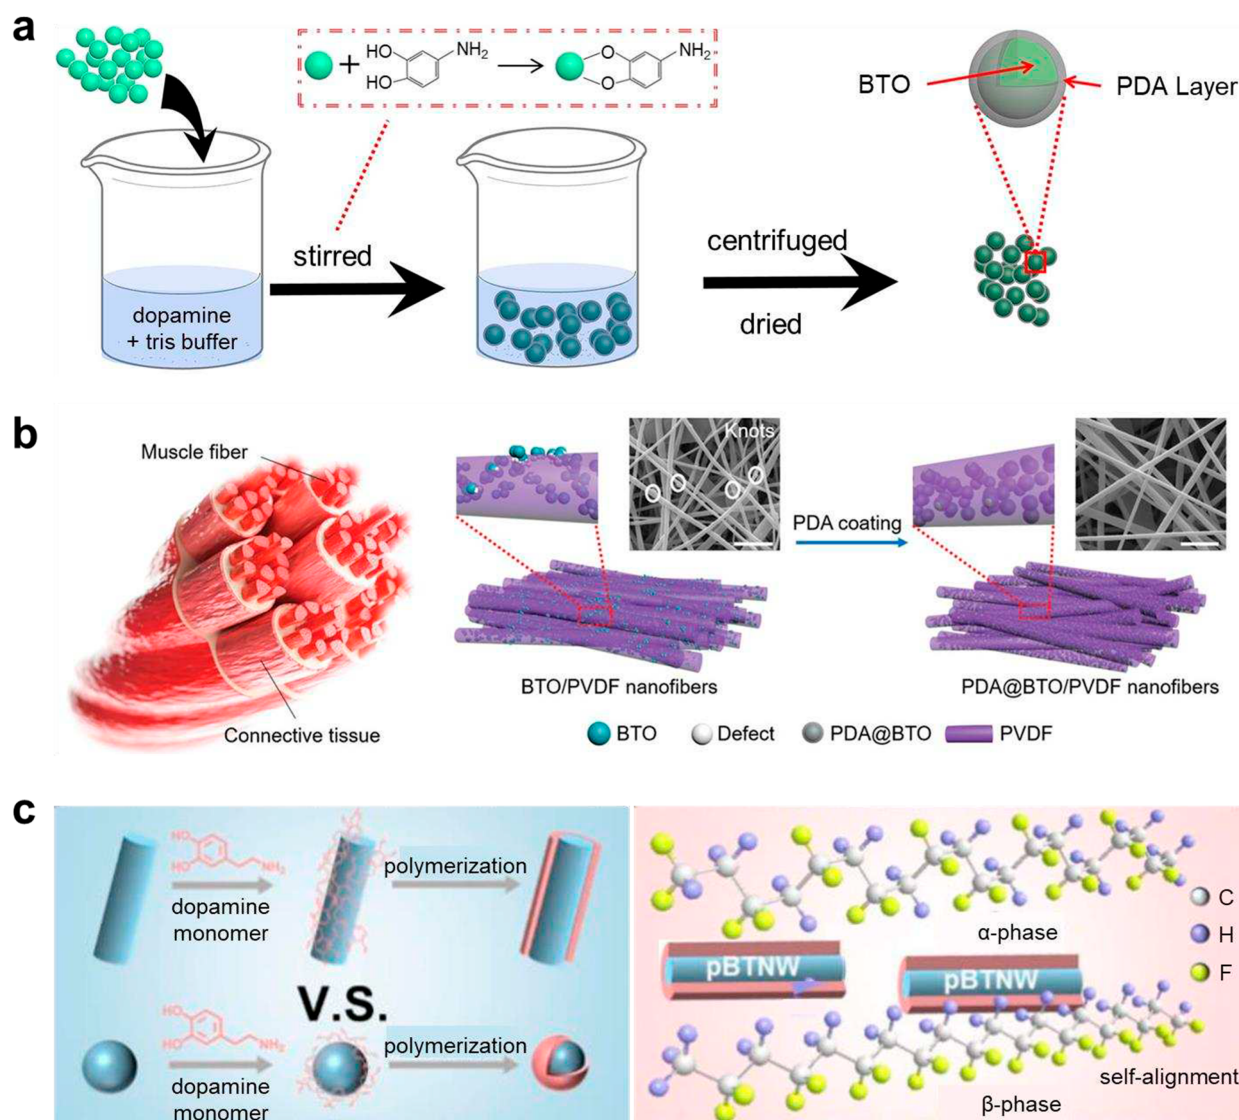 a
HO
HO
NH₂
+
O
O
NH₂
BTO
PDA Layer
stirred
centrifuged
dried
dopamine
+ tris buffer
b
Muscle fiber
Connective tissue
Knots
PDA coating
BTO/PVDF nanofibers
PDA@BTO/PVDF nanofibers
BTO
Defect
PDA@BTO
PVDF
c
HO
HO
NH₂
dopamine
monomer
polymerization
V.S.
HO
HO
NH₂
dopamine
monomer
polymerization
α-phase
C
H
F
pBTNW
pBTNW
self-alignment
β-phase